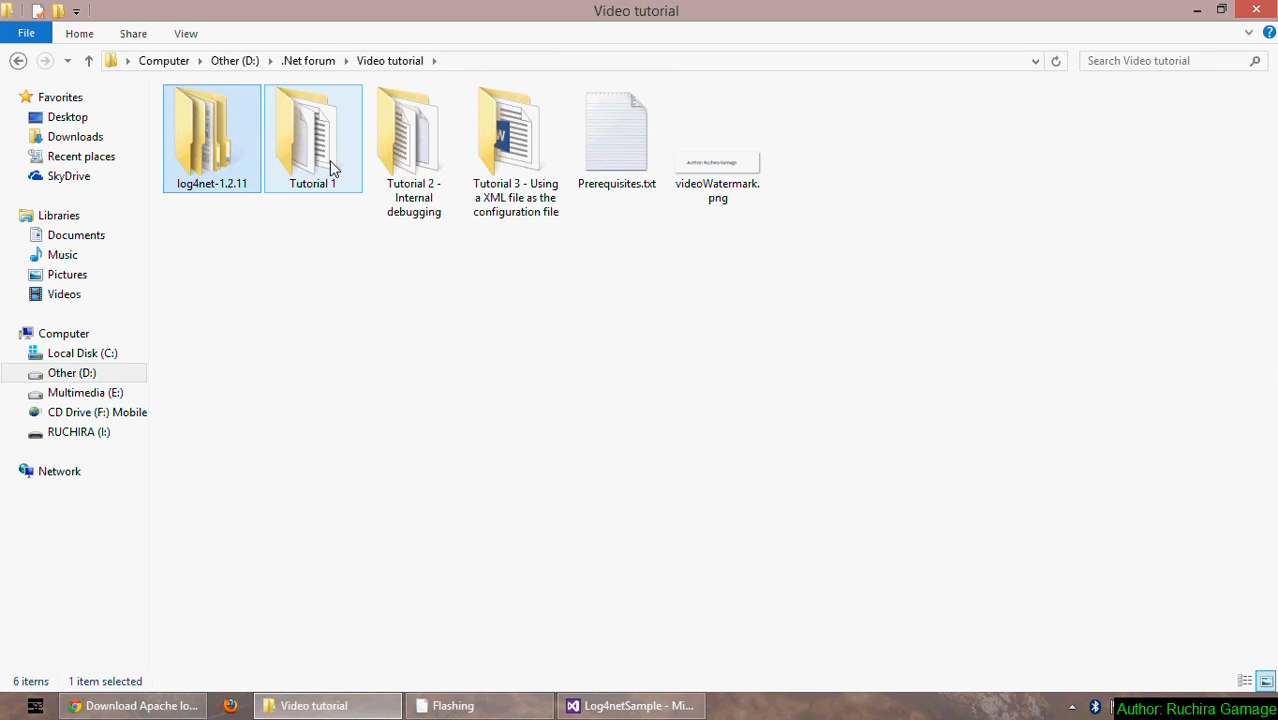 Video tutorial
File Home Share View
Computer Other (D:) .Net forum Video tutorial
Search Video tutorial
Favorites
Desktop
Downloads
Recent places
SkyDrive
Libraries
Documents
Music
Pictures
Videos
Computer
Local Disk (C:)
Other (D:)
Multimedia (E:)
CD Drive (F:) Mobile
RUCHIRA (I:)
Network
log4net-1.2.11
Tutorial 1
Tutorial 2 -
Internal
debugging
Tutorial 3 - Using
a XML file as the
configuration file
Prerequisites.txt
Author: Ruchira Gamage
videoWatermark.
png
6 items 1 item selected
Download Apache lo...
Video tutorial
Flashing
Log4netSample - Mi...
Author: Ruchira Gamage